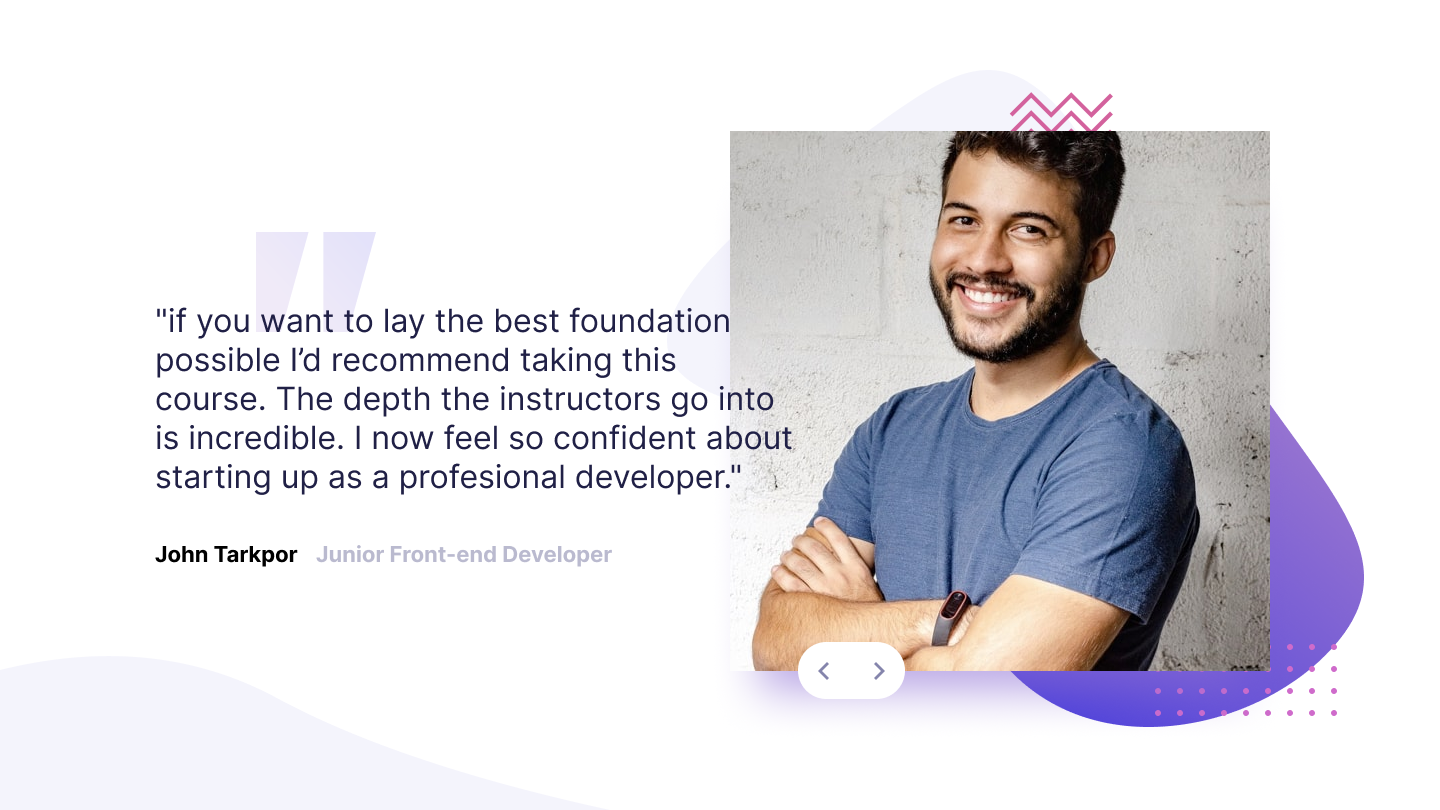 "if you want to lay the best foundation
possible I’d recommend taking this
course. The depth the instructors go into
is incredible. I now feel so confident about
starting up as a profesional developer."
John Tarkpor Junior Front-end Developer